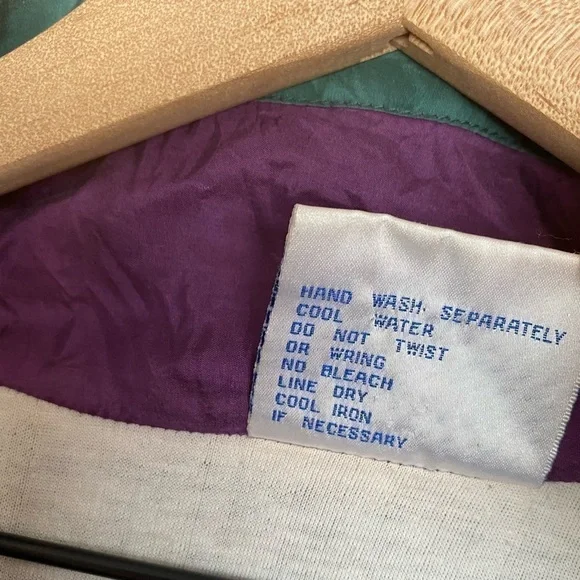 HAND WASH SEPARATELY
COOL WATER
DO NOT TWIST
OR WRING
NO BLEACH
LINE DRY
COOL IRON
IF NECESSARY